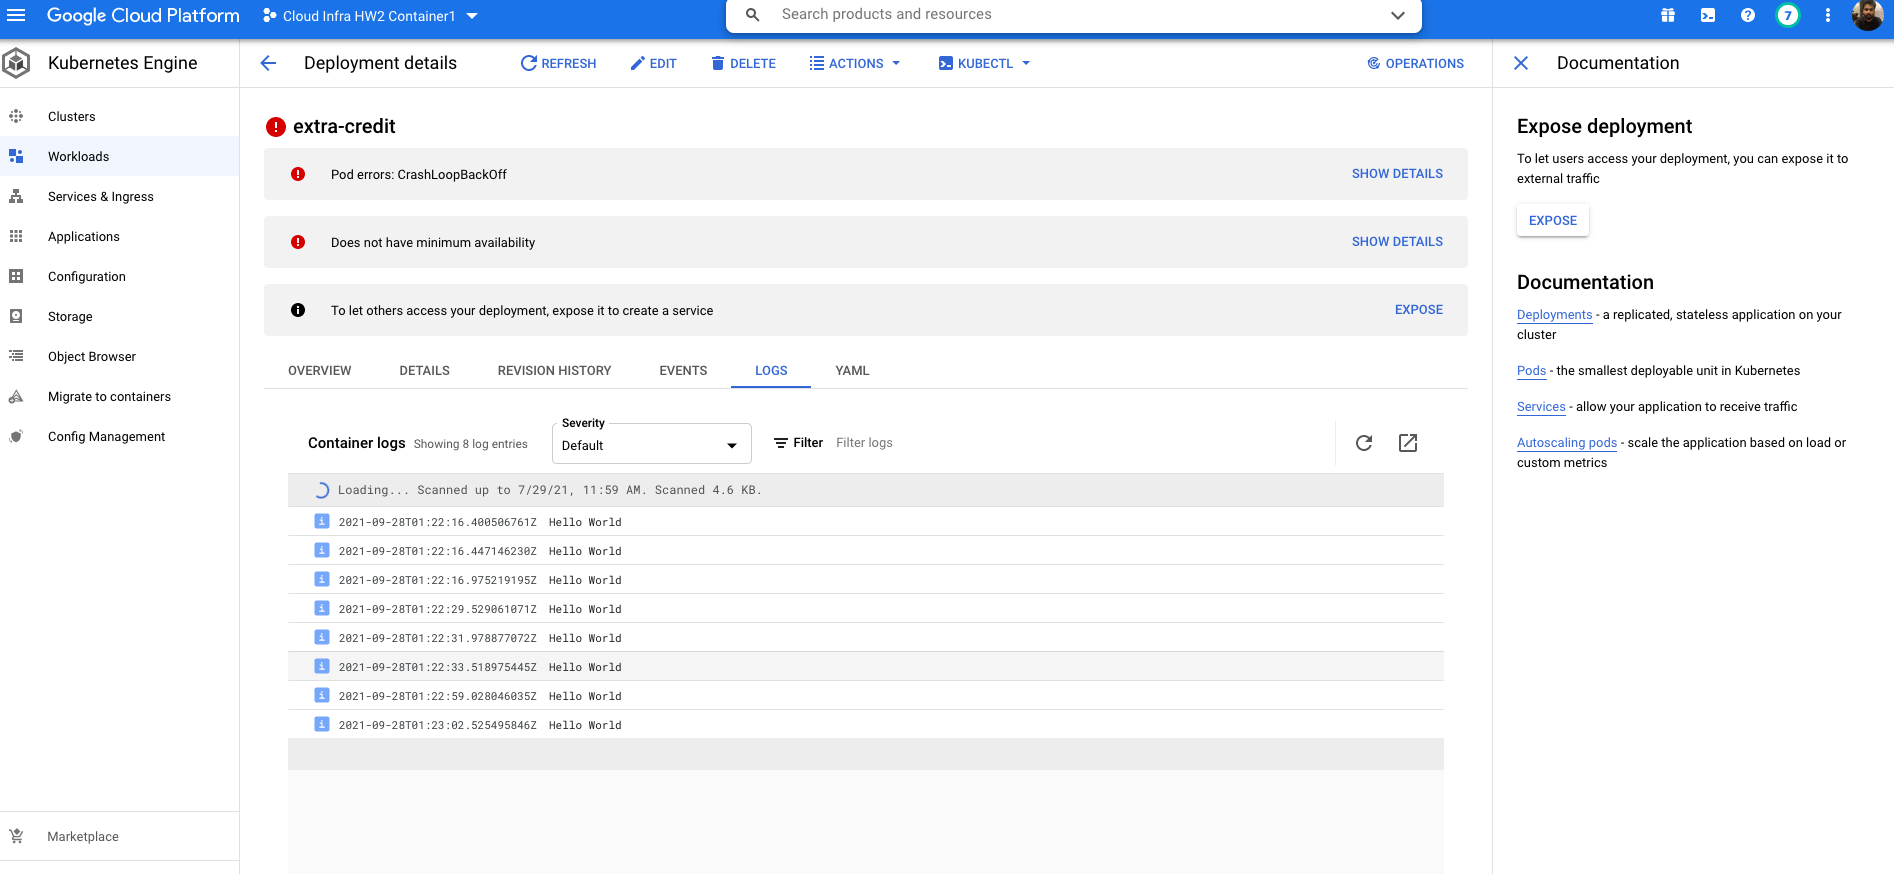 Google Cloud Platform
Cloud Infra HW2 Container1
Search products and resources
7
Kubernetes Engine
Deployment details
REFRESH
EDIT
DELETE
ACTIONS
KUBECTL
OPERATIONS
Documentation
Clusters
Workloads
Services & Ingress
Applications
Configuration
Storage
Object Browser
Migrate to containers
Config Management
Marketplace
extra-credit
Pod errors: CrashLoopBackOff
SHOW DETAILS
Does not have minimum availability
SHOW DETAILS
To let others access your deployment, expose it to create a service
EXPOSE
OVERVIEW
DETAILS
REVISION HISTORY
EVENTS
LOGS
YAML
Container logs
Showing 8 log entries
Severity
Default
Filter
Filter logs
Loading... Scanned up to 7/29/21, 11:59 AM. Scanned 4.6 KB.
2021-09-28T01:22:16.400506761Z Hello World
2021-09-28T01:22:16.447146230Z Hello World
2021-09-28T01:22:16.975219195Z Hello World
2021-09-28T01:22:29.529061071Z Hello World
2021-09-28T01:22:31.978877072Z Hello World
2021-09-28T01:22:33.518975445Z Hello World
2021-09-28T01:22:59.028046035Z Hello World
2021-09-28T01:23:02.525495846Z Hello World
Expose deployment
To let users access your deployment, you can expose it to
external traffic
EXPOSE
Documentation
Deployments - a replicated, stateless application on your
cluster
Pods - the smallest deployable unit in Kubernetes
Services - allow your application to receive traffic
Autoscaling pods - scale the application based on load or
custom metrics